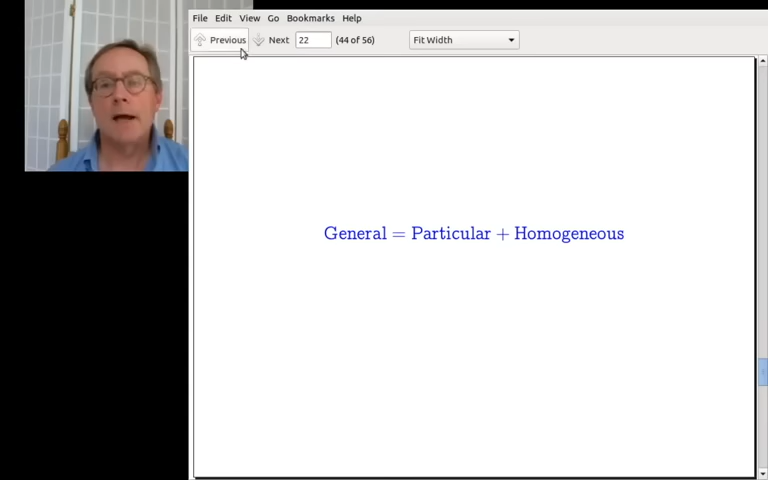 File Edit View Go Bookmarks Help
Previous Next 22 (44 of 56) Fit Width
General = Particular + Homogeneous